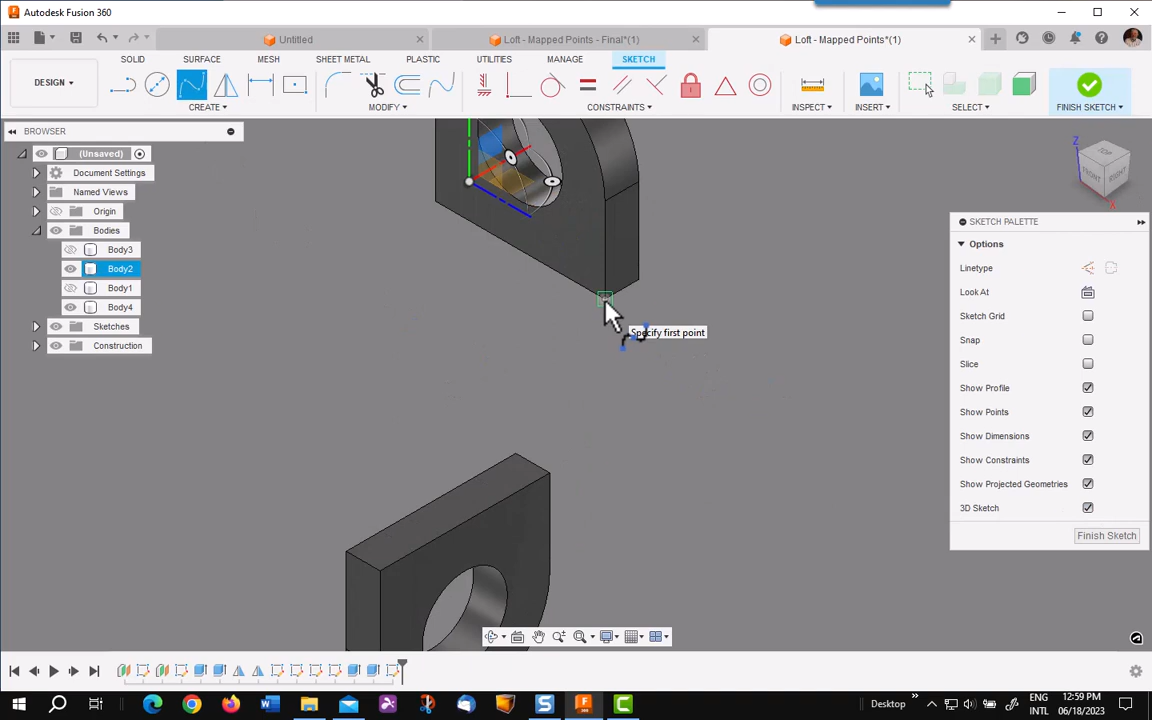 Autodesk Fusion 360
Untitled
Loft - Mapped Points - Final*(1)
Loft - Mapped Points*(1)
DESIGN
SOLID
SURFACE
MESH
SHEET METAL
PLASTIC
UTILITIES
MANAGE
SKETCH
CREATE
MODIFY
CONSTRAINTS
INSPECT
INSERT
SELECT
FINISH SKETCH
BROWSER
(Unsaved)
Document Settings
Named Views
Origin
Bodies
Body3
Body2
Body1
Body4
Sketches
Construction
Z
TOP
FRONT
RIGHT
X
Specify first point
SKETCH PALETTE
Options
Linetype
Look At
Sketch Grid
Snap
Slice
Show Profile
Show Points
Show Dimensions
Show Constraints
Show Projected Geometries
3D Sketch
Finish Sketch
Desktop
ENG
INTL
12:59 PM
06/18/2023